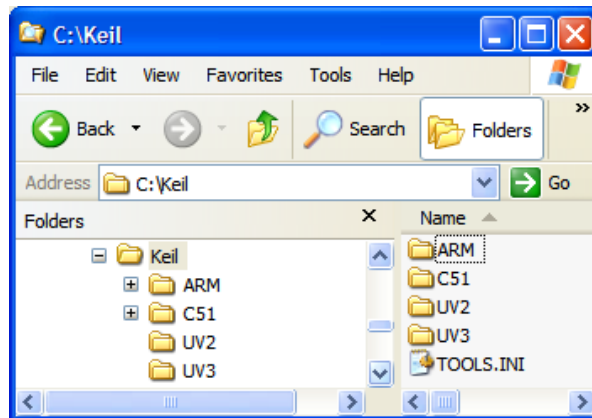 C:\Keil
File Edit View Favorites Tools Help
Back Search Folders »
Address C:\Keil Go
Folders Name
Keil
ARM
C51
UV2
UV3
ARM
C51
UV2
UV3
TOOLS.INI